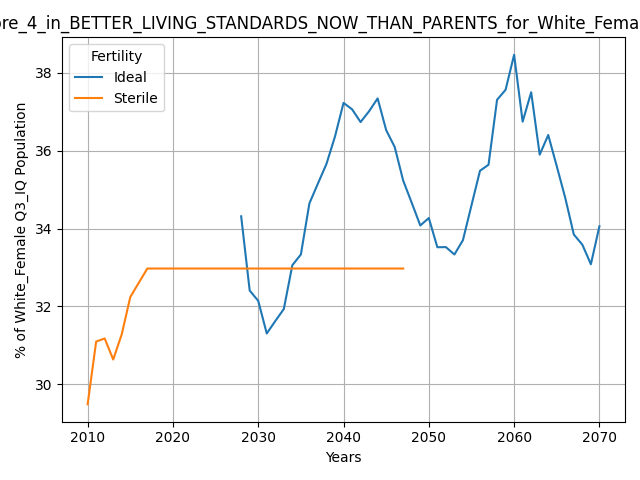 ore_4_in_BETTER_LIVING_STANDARDS_NOW_THAN_PARENTS_for_White_Fema
Fertility
Ideal
Sterile
% of White_Female Q3_IQ Population
38
36
34
32
30
2010 2020 2030 2040 2050 2060 2070
Years